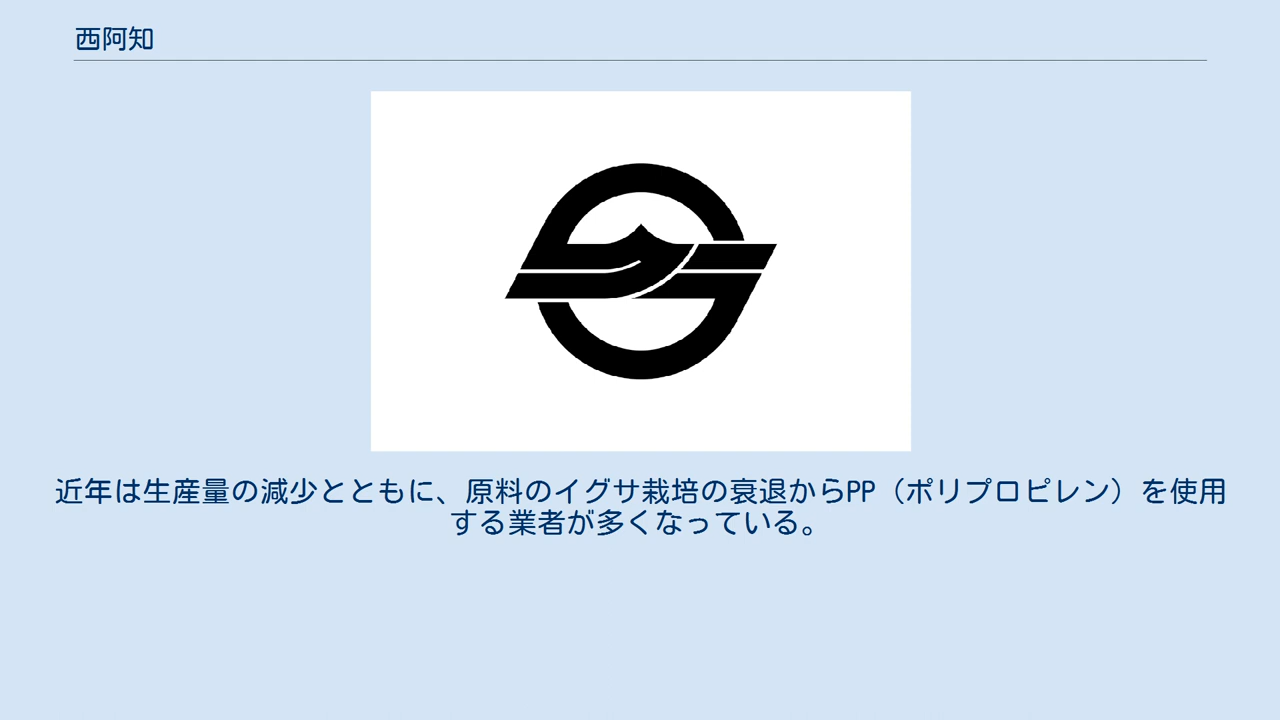 西阿知
近年は生産量の減少とともに、原料のイグサ栽培の衰退からPP（ポリプロピレン）を使用
する業者が多くなっている。